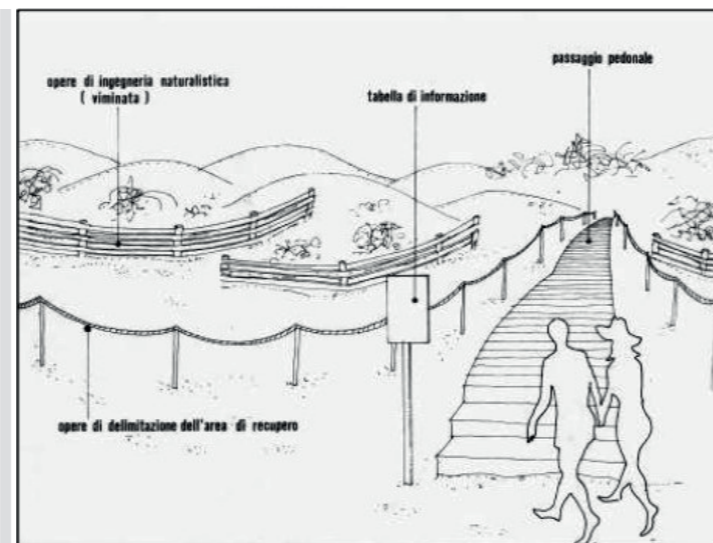 opere di ingegneria naturalistica
( viminata )
tabella di informazione
passaggio pedonale
opere di delimitazione dell'area di recupero